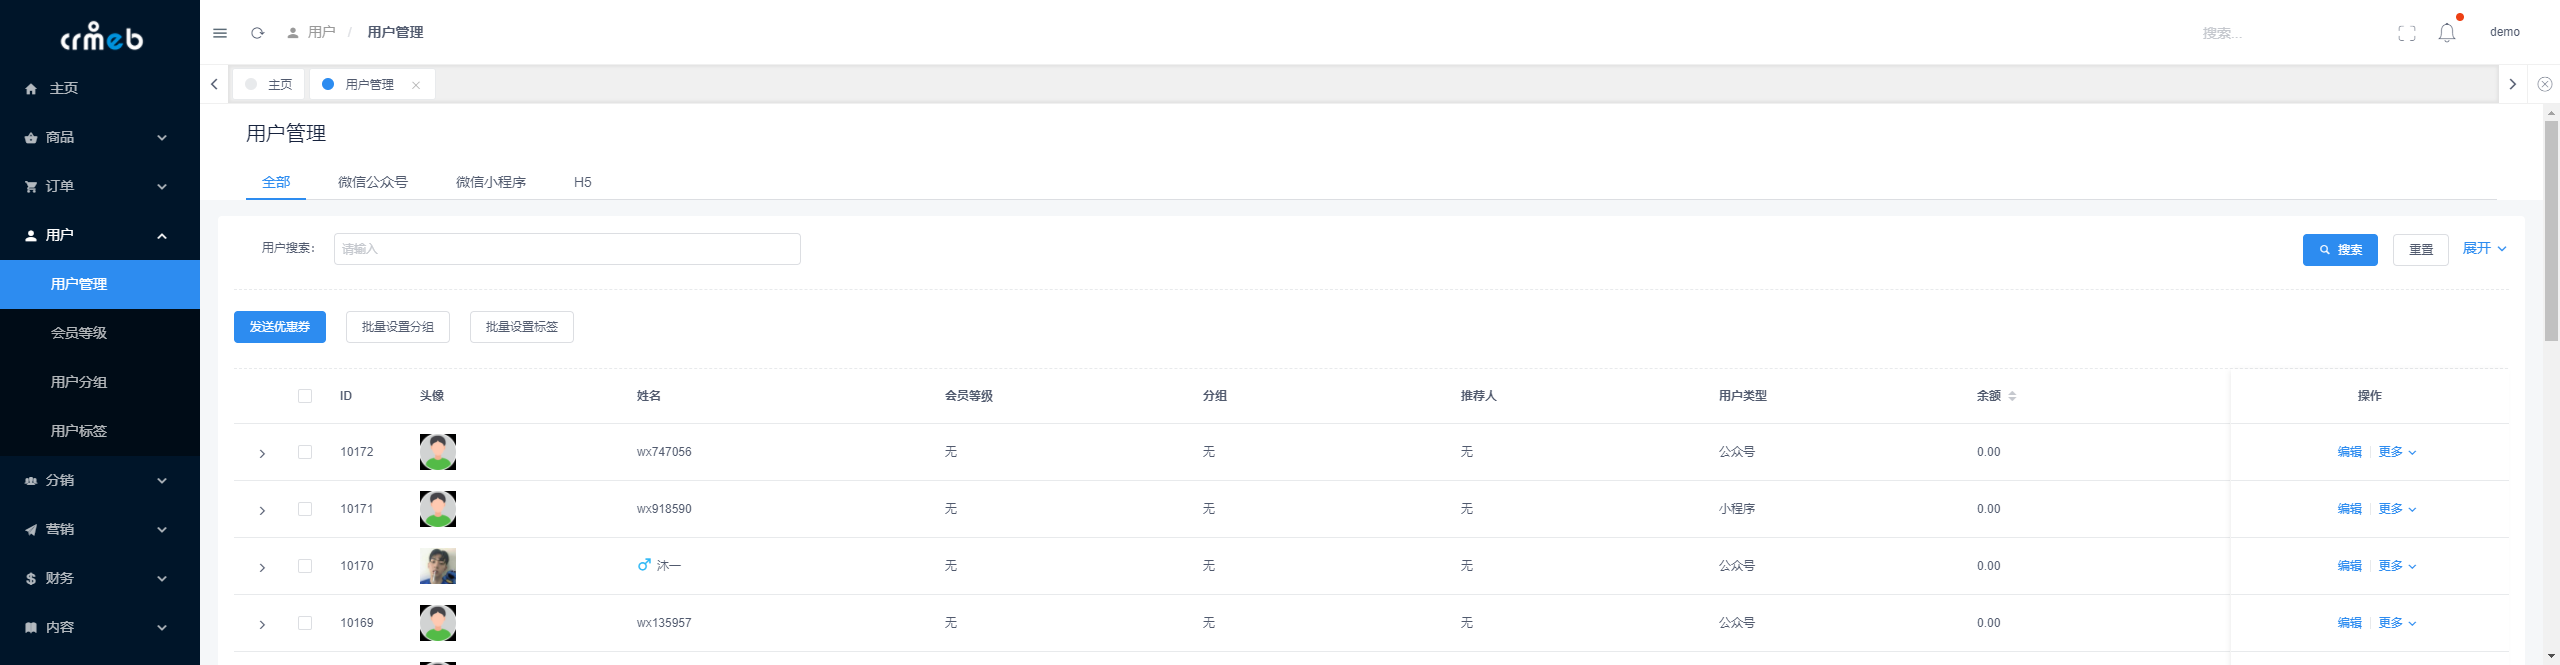 crmeb
用户 / 用户管理
搜索...
demo
主页
用户管理
主页
商品
订单
用户
用户管理
会员等级
用户分组
用户标签
分销
营销
财务
内容
用户管理
全部 微信公众号 微信小程序 H5
用户搜索： 请输入
搜索 重置 展开
发送优惠券 批量设置分组 批量设置标签
ID 头像 姓名 会员等级 分组 推荐人 用户类型 余额 操作
10172 wx747056 无 无 无 公众号 0.00 编辑 更多
10171 wx918590 无 无 无 小程序 0.00 编辑 更多
10170 沐一 无 无 无 公众号 0.00 编辑 更多
10169 wx135957 无 无 无 公众号 0.00 编辑 更多